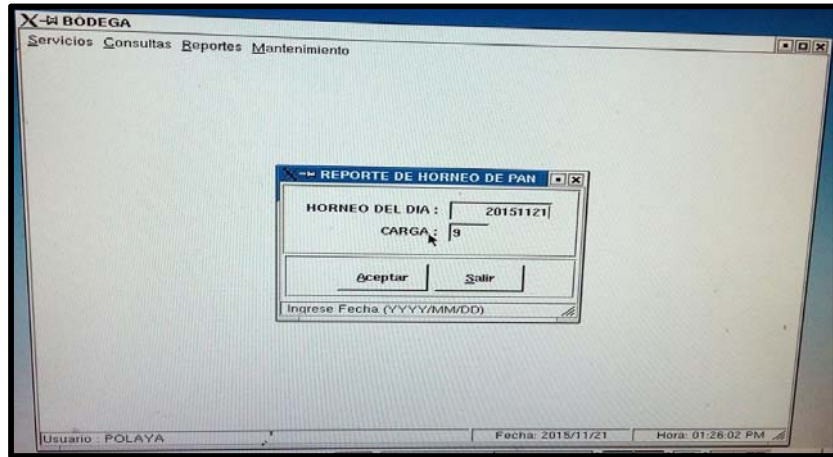 BODEGA
Servicios Consultas Reportes Mantenimiento
REPORTE DE HORNEO DE PAN
HORNEO DEL DIA : 20151121
CARGA : 9
Aceptar Salir
Ingrese Fecha (YYYY/MM/DD)
Usuario : POLAYA Fecha: 2015/11/21 Hora: 01:26:02 PM